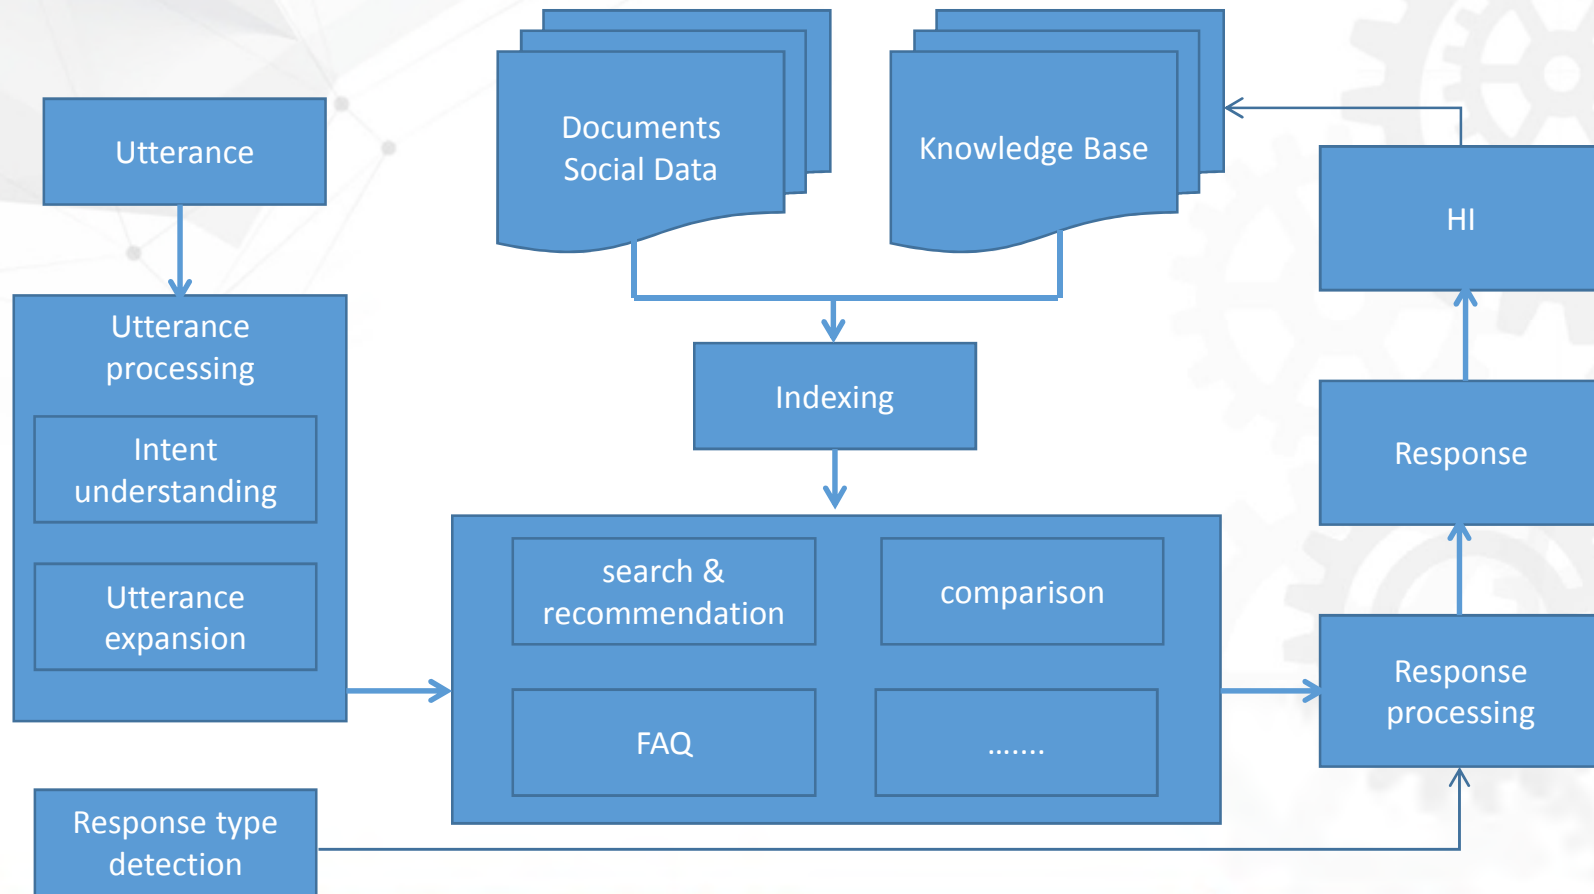 Utterance
Documents
Social Data
Knowledge Base
HI
Utterance
processing
Intent
understanding
Utterance
expansion
Indexing
Response
search &
recommendation
comparison
FAQ
.......
Response
processing
Response type
detection